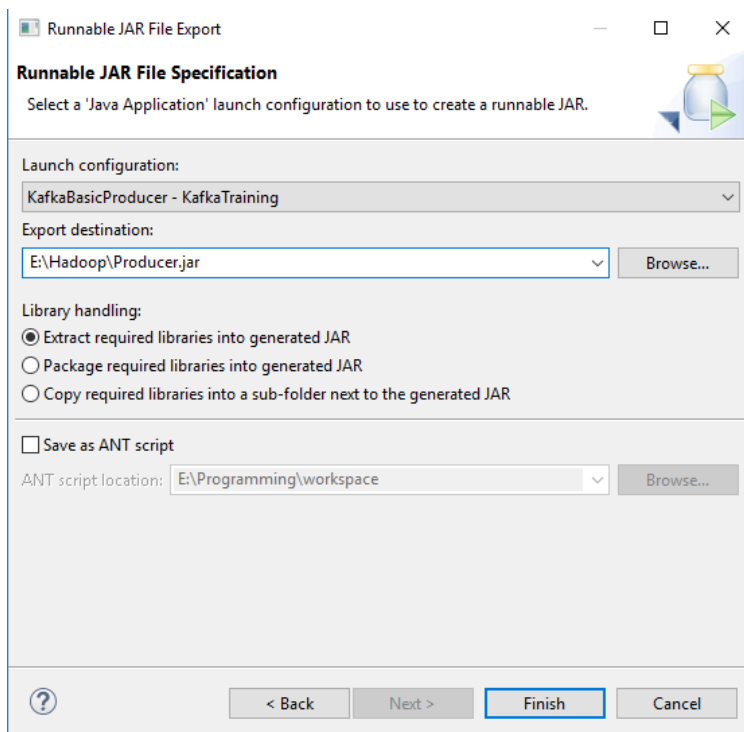 Runnable JAR File Export
Runnable JAR File Specification
Select a 'Java Application' launch configuration to use to create a runnable JAR.
Launch configuration:
KafkaBasicProducer - KafkaTraining
Export destination:
E:\Hadoop\Producer.jar
Browse...
Library handling:
Extract required libraries into generated JAR
Package required libraries into generated JAR
Copy required libraries into a sub-folder next to the generated JAR
Save as ANT script
ANT script location: E:\Programming\workspace Browse...
? < Back Next > Finish Cancel